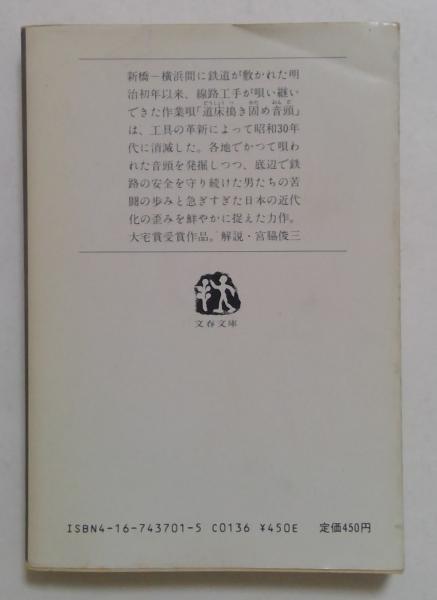 新橋－横浜間に鉄道が敷かれた明
治初年以来、線路工手が唄い継い
できた作業唄「道床搗き固め音頭」
は、工具の革新によって昭和30年
代に消滅した。各地でかつて唄わ
れた音頭を発掘しつつ、底辺で鉄
路の安全を守り続けた男たちの苦
闘の歩みと急ぎすぎた日本の近代
化の歪みを鮮やかに捉えた力作。
大宅賞受賞作品。解説・宮脇俊三
文春文庫
ISBN4-16-743701-5 C0136 ¥450E 定価450円